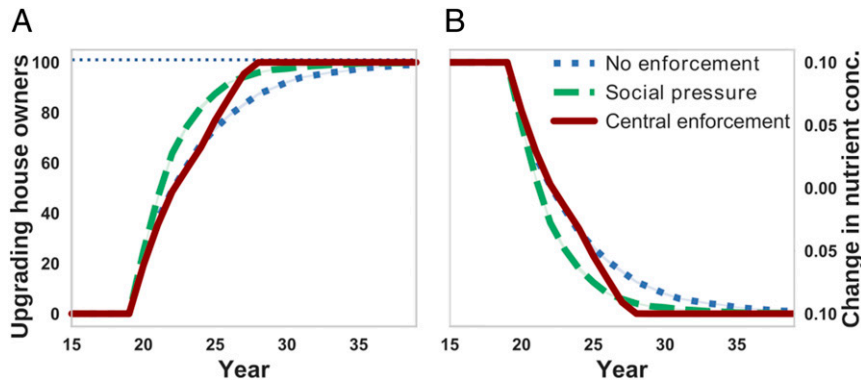 A
Upgrading house owners
100
80
60
40
20
0
15 20 25 30 35
Year
B
No enforcement
Social pressure
Central enforcement
0.10
0.05
0.00
0.05
0.10
Change in nutrient conc.
15 20 25 30 35
Year